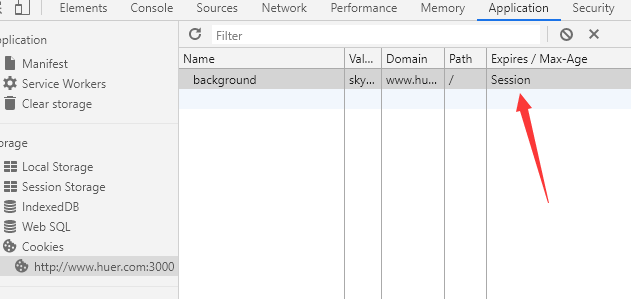 Elements Console Sources Network Performance Memory Application Security
Application
Manifest
Service Workers
Clear storage
Storage
Local Storage
Session Storage
IndexedDB
Web SQL
Cookies
http://www.huer.com:3000
Filter
Name Val... Domain Path Expires / Max-Age
background sky... www.hu... / Session